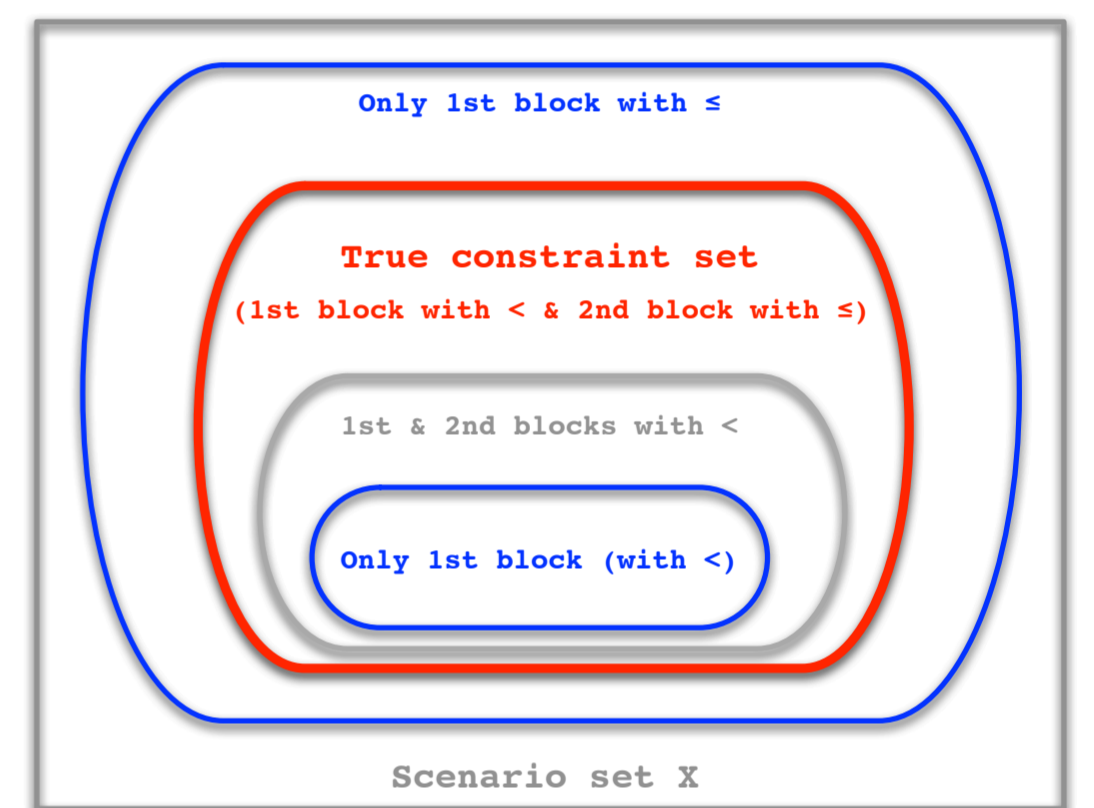 Only 1st block with ≤
True constraint set
(1st block with < & 2nd block with ≤)
1st & 2nd blocks with <
Only 1st block (with <)
Scenario set X